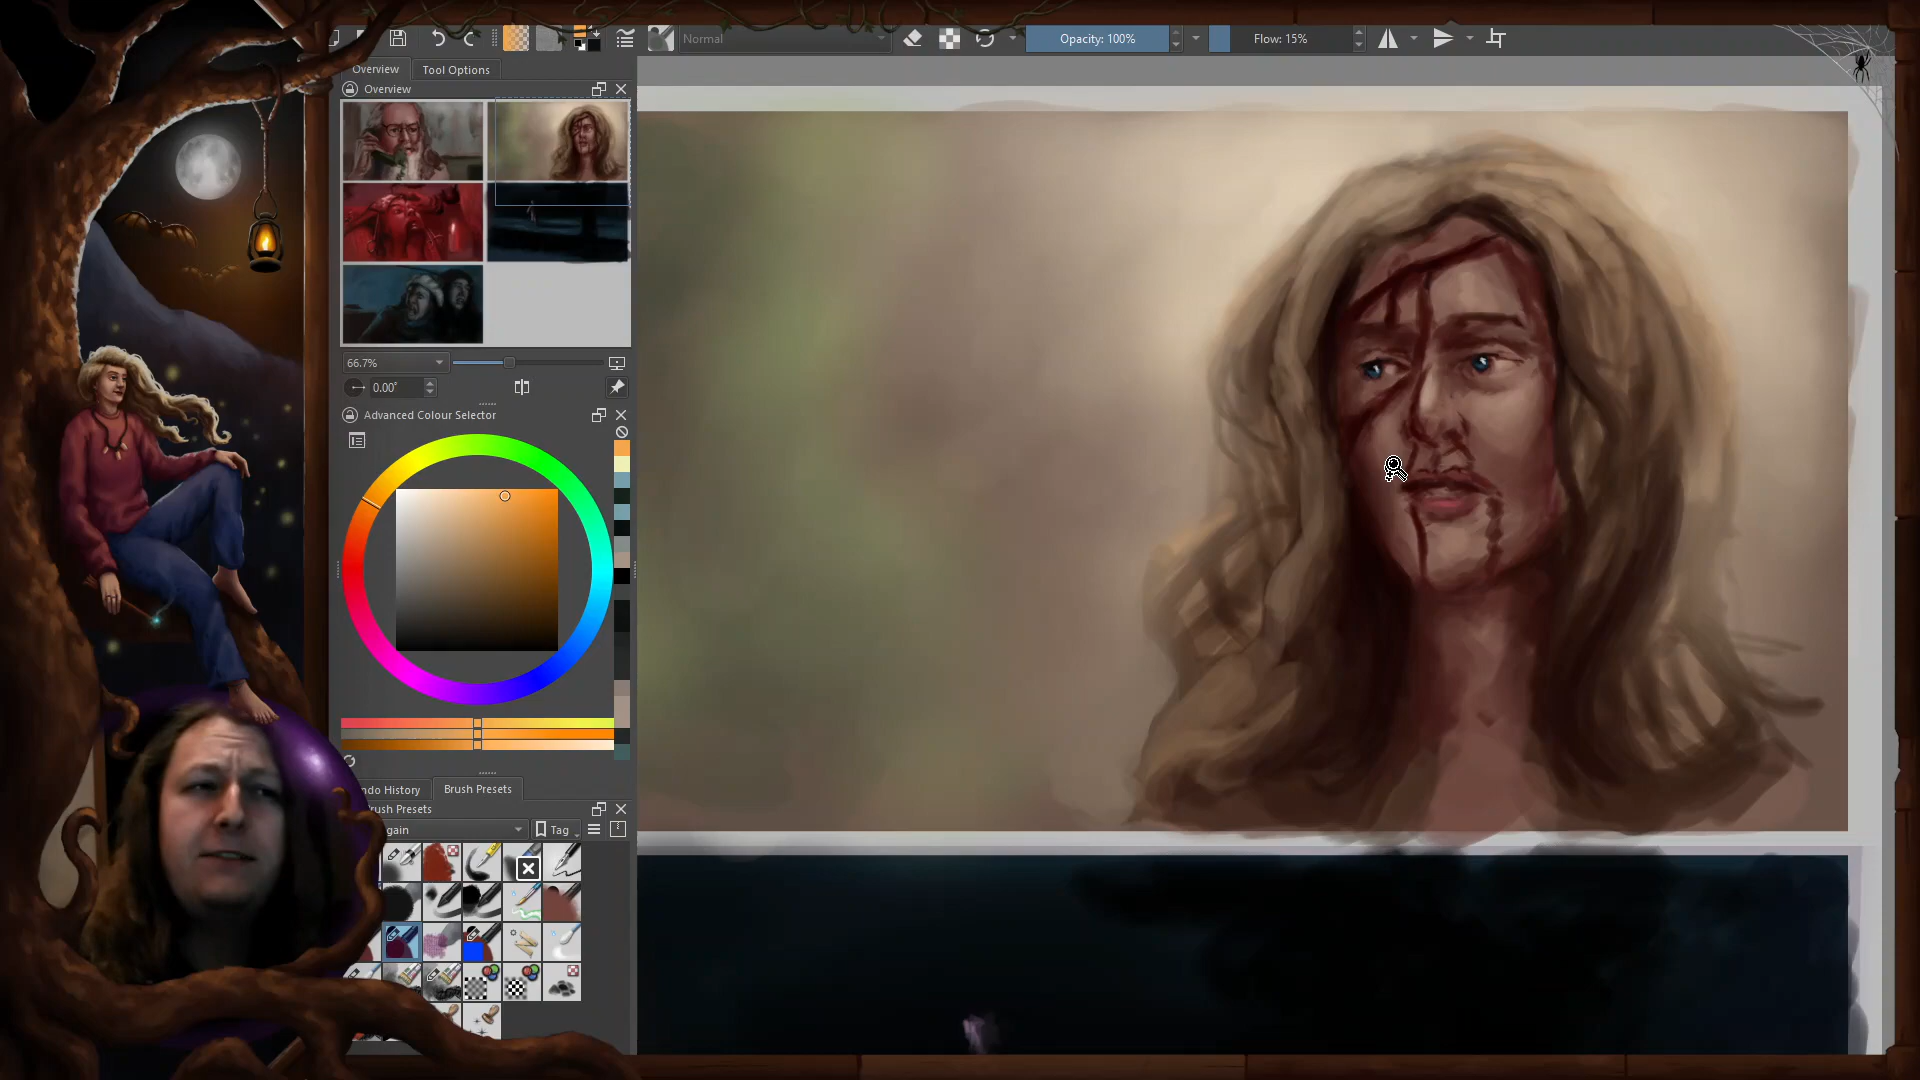 Normal
Opacity: 100%
Flow: 15%
Overview
Tool Options
Overview
66.7%
0.00°
Advanced Colour Selector
ndo History
Brush Presets
rush Presets
gain
Tag